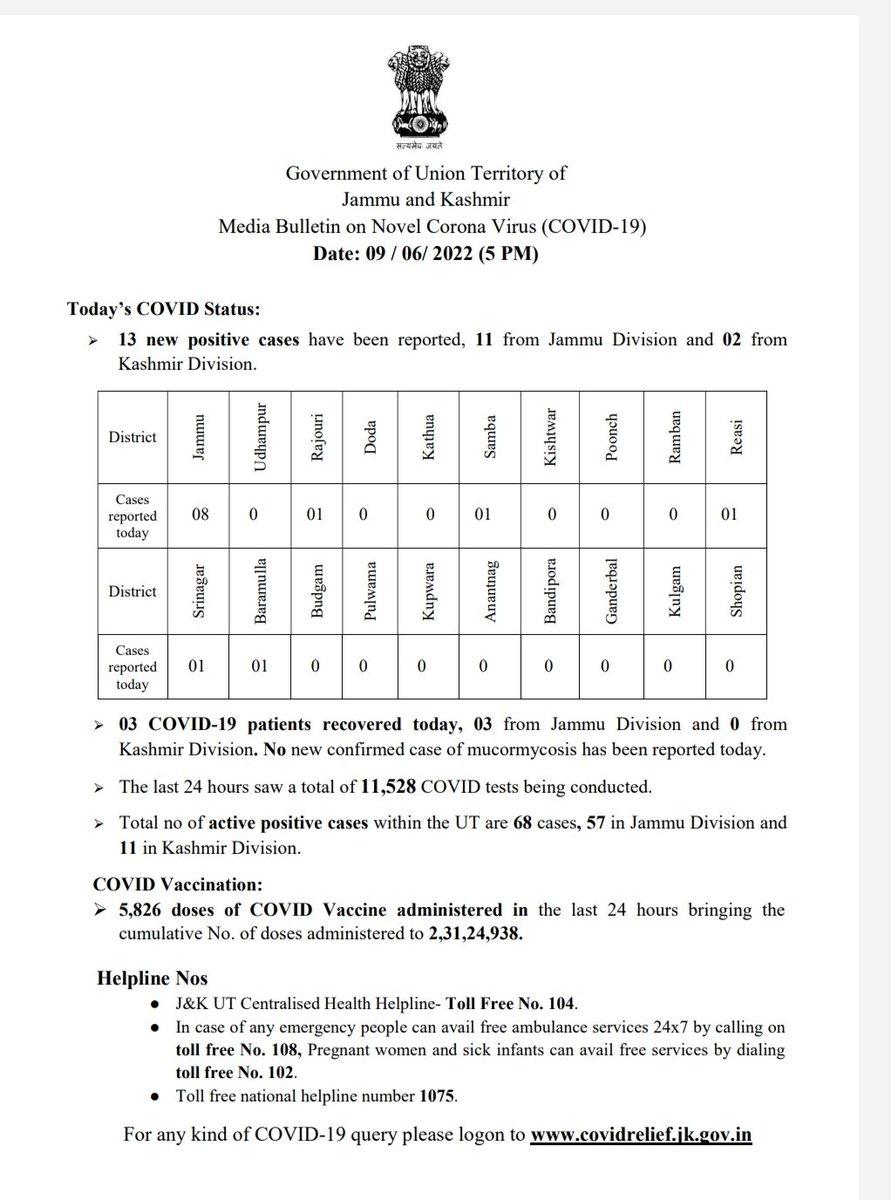 सत्यमेव जयते
Government of Union Territory of
Jammu and Kashmir
Media Bulletin on Novel Corona Virus (COVID-19)
Date: 09 / 06/ 2022 (5 PM)
Today’s COVID Status:
➢ 13 new positive cases have been reported, 11 from Jammu Division and 02 from
Kashmir Division.
District Jammu Udhampur Rajouri Doda Kathua Samba Kishtwar Poonch Ramban Reasi
Cases
reported
today
08 0 01 0 0 01 0 0 0 01
District Srinagar Baramulla Budgam Pulwama Kupwara Anantnag Bandipora Ganderbal Kulgam Shopian
Cases
reported
today
01 01 0 0 0 0 0 0 0 0
➢ 03 COVID-19 patients recovered today, 03 from Jammu Division and 0 from
Kashmir Division. No new confirmed case of mucormycosis has been reported today.
➢ The last 24 hours saw a total of 11,528 COVID tests being conducted.
➢ Total no of active positive cases within the UT are 68 cases, 57 in Jammu Division and
11 in Kashmir Division.
COVID Vaccination:
➢ 5,826 doses of COVID Vaccine administered in the last 24 hours bringing the
cumulative No. of doses administered to 2,31,24,938.
Helpline Nos
● J&K UT Centralised Health Helpline- Toll Free No. 104.
● In case of any emergency people can avail free ambulance services 24x7 by calling on
toll free No. 108, Pregnant women and sick infants can avail free services by dialing
toll free No. 102.
● Toll free national helpline number 1075.
For any kind of COVID-19 query please logon to www.covidrelief.jk.gov.in